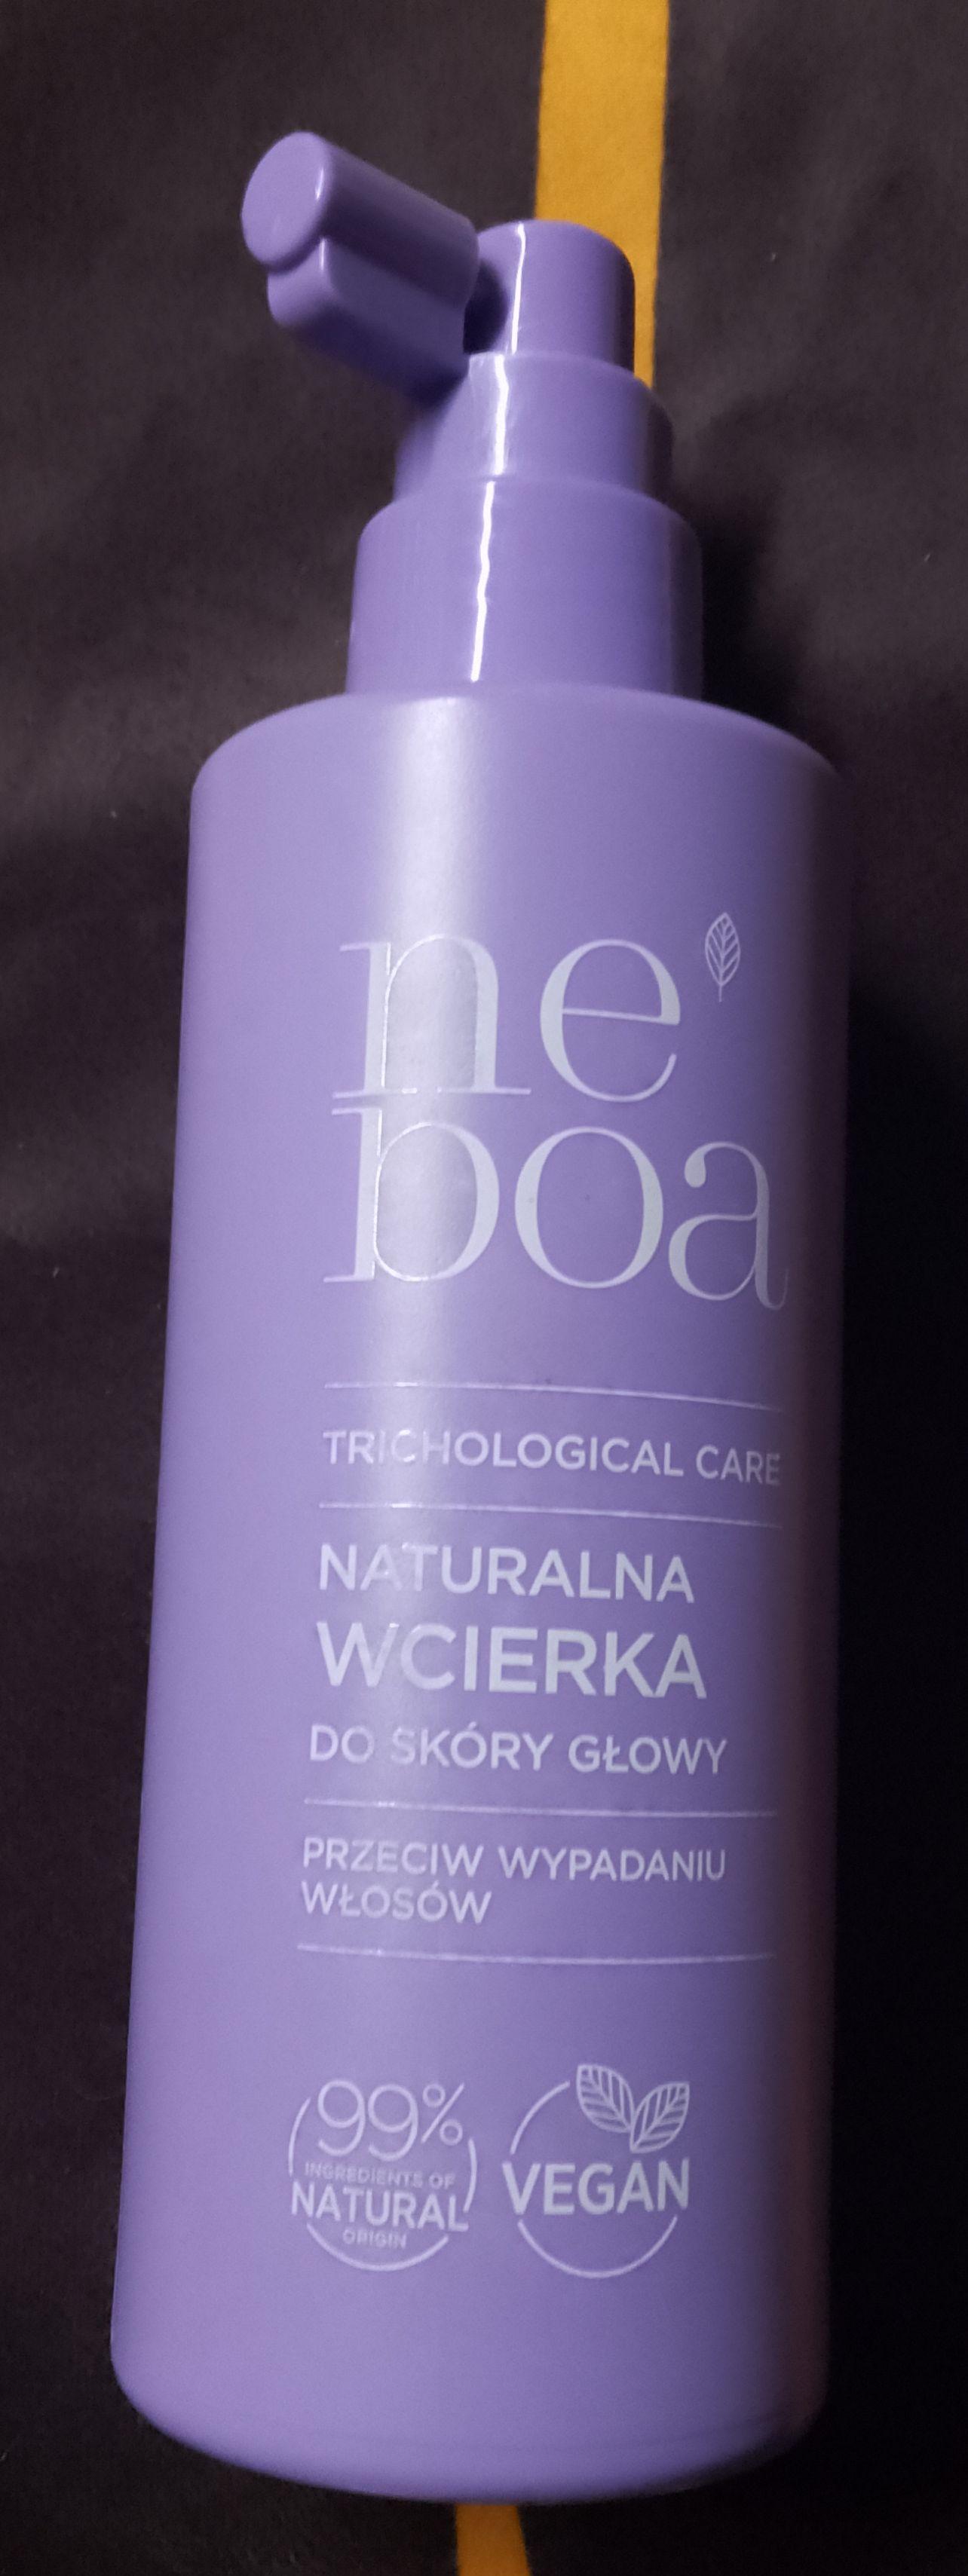 ne
boa
TRICHOLOGICAL CARE
NATURALNA
WCIERKA
DO SKÓRY GŁOWY
PRZECIW WYPADANIU
WŁOSÓW
99%
INGREDIENTS OF
NATURAL
ORIGIN
VEGAN